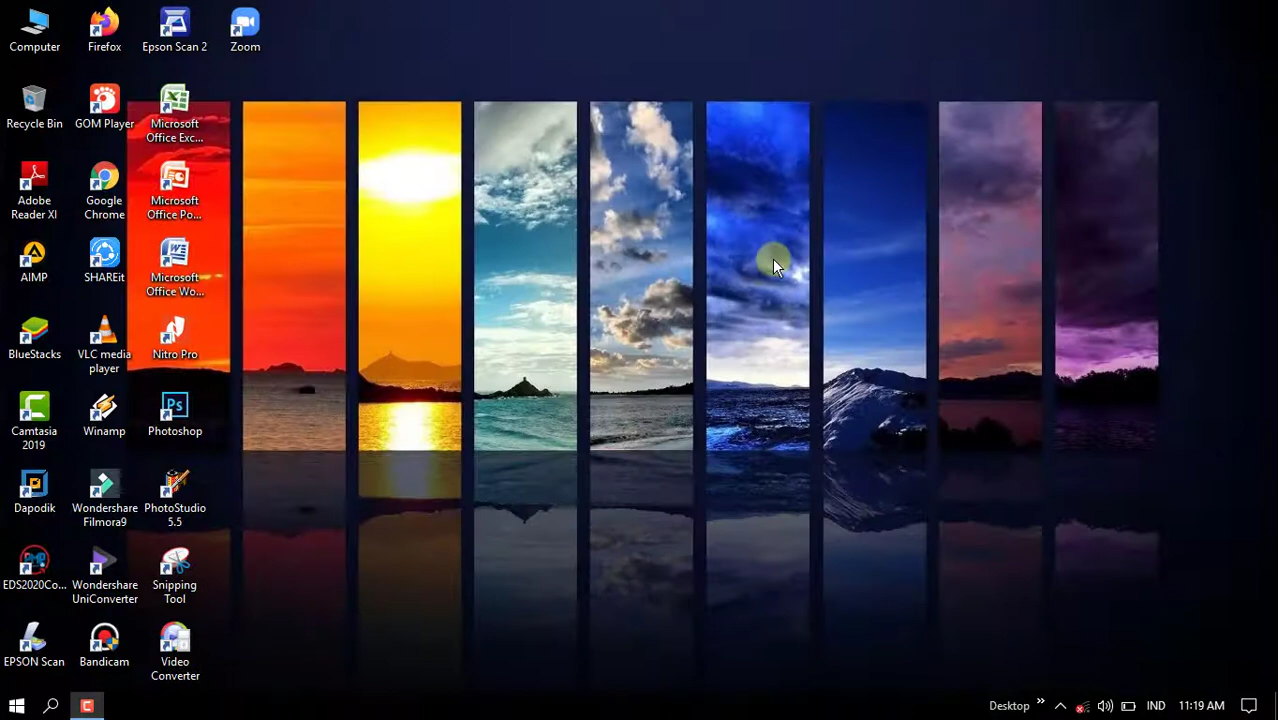 Computer
Firefox
Epson Scan 2
Zoom
Recycle Bin
GOM Player
Microsoft
Office Exc...
Adobe
Reader XI
Google
Chrome
Microsoft
Office Po...
AIMP
SHAREit
Microsoft
Office Wo...
BlueStacks
VLC media
player
Nitro Pro
Camtasia
2019
Winamp
Ps
Photoshop
Dapodik
Wondershare
Filmora9
PhotoStudio
5.5
EDS2020Co...
Wondershare
UniConverter
Snipping
Tool
EPSON Scan
Bandicam
Video
Converter
Desktop
IND
11:19 AM